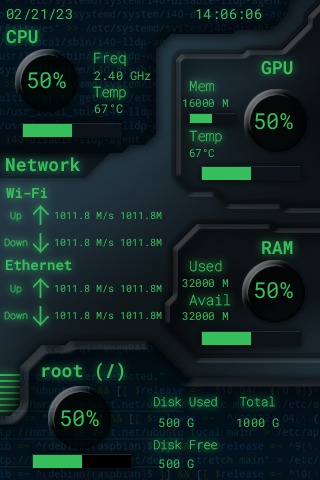 02/21/23 14:06:06
CPU
50%
Freq
2.40 GHz
Temp
67°C
GPU
Mem
16000 M
50%
Temp
67°C
Network
Wi-Fi
Up 1011.8 M/s 1011.8M
Down 1011.8 M/s 1011.8M
Ethernet
Up 1011.8 M/s 1011.8M
Down 1011.8 M/s 1011.8M
RAM
Used
32000 M
50%
Avail
32000 M
root (/)
50%
Disk Used Total
500 G 1000 G
Disk Free
500 G